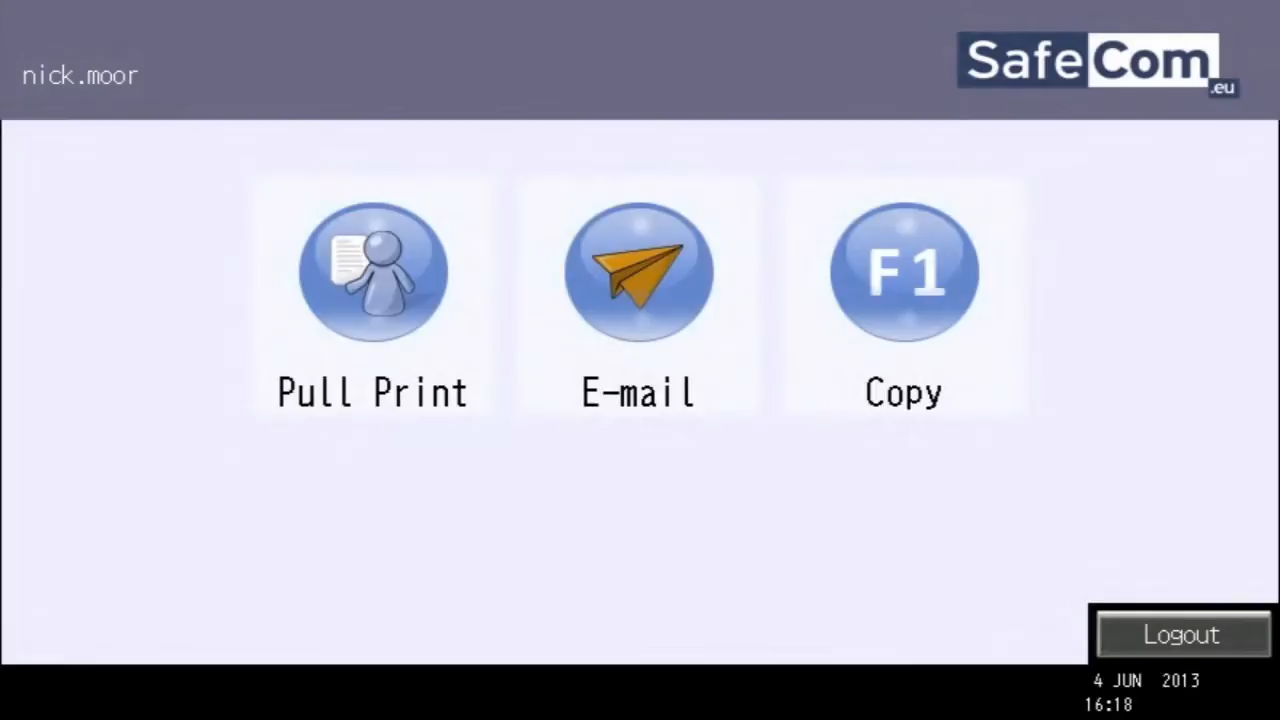 nick.moor
SafeCom
.eu
F1
Pull Print
E-mail
Copy
Logout
4 JUN 2013
16:18